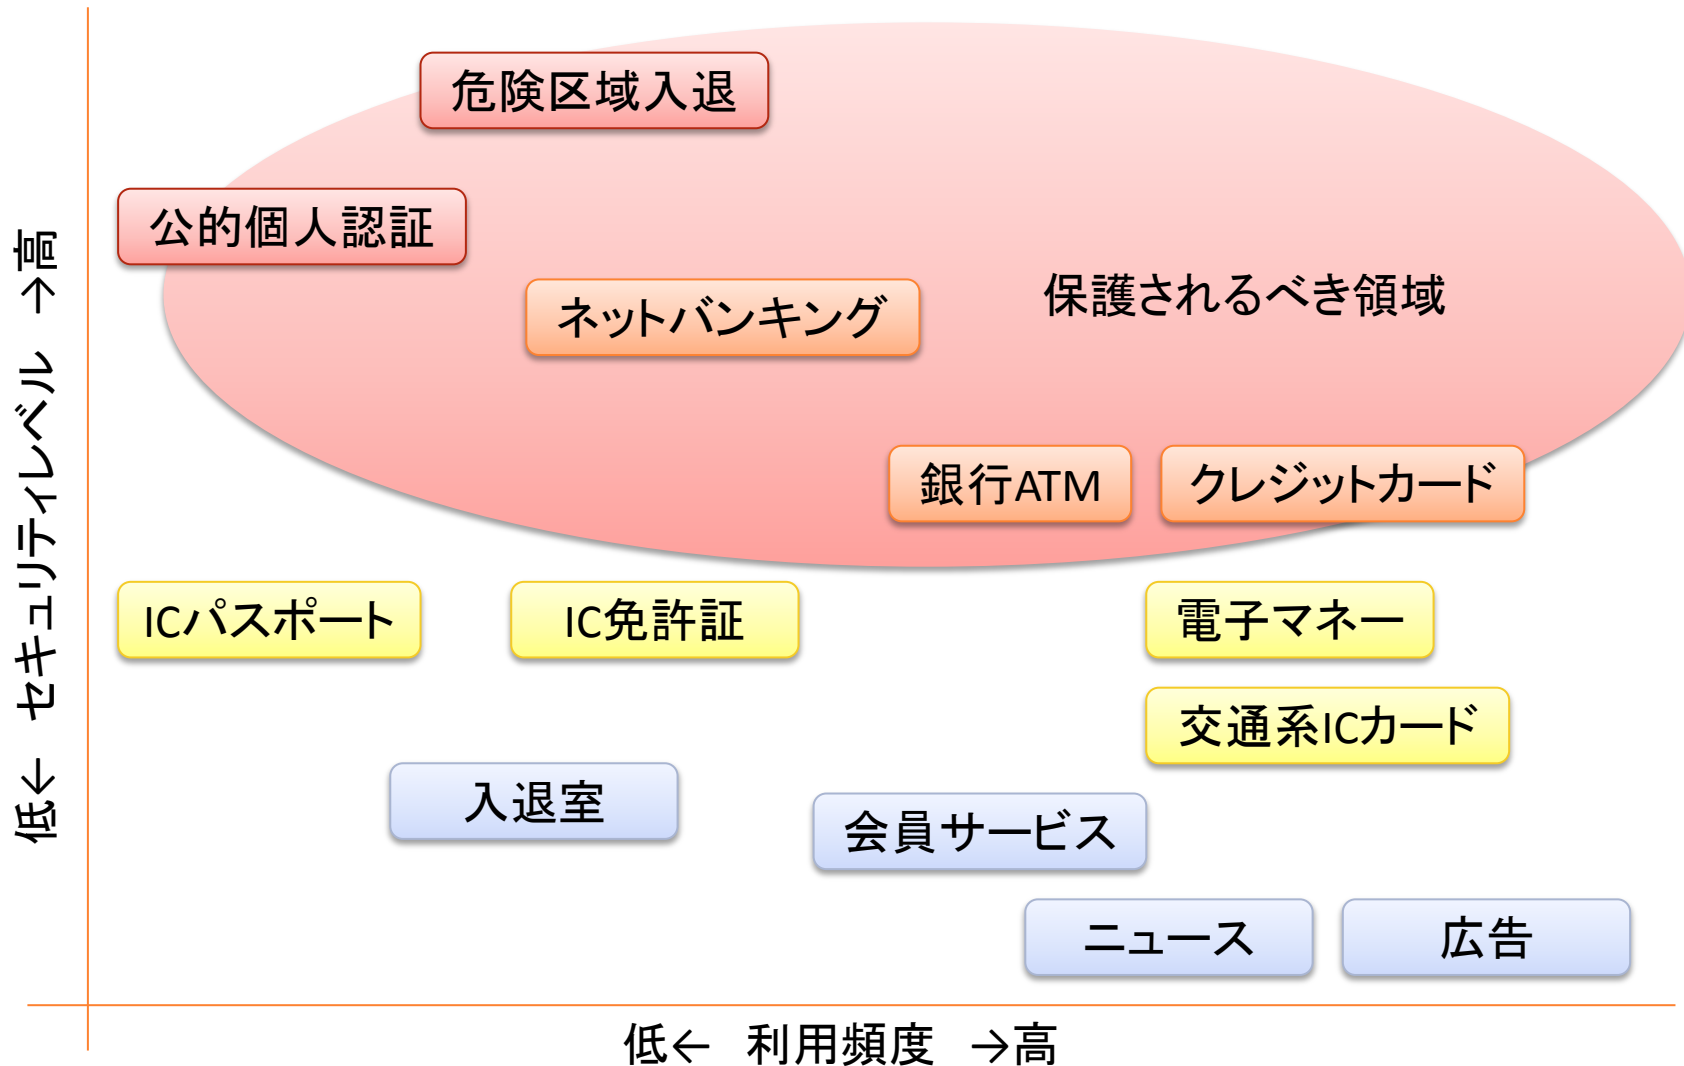 危険区域入退
公的個人認証
ネットバンキング
保護されるべき領域
銀行ATM
クレジットカード
ICパスポート
IC免許証
電子マネー
交通系ICカード
入退室
会員サービス
ニュース
広告
低← セキュリティレベル →高
低← 利用頻度 →高